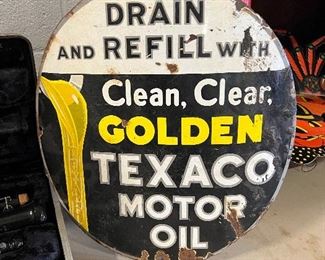 DRAIN
AND REFILL WITH
Clean, Clear,
GOLDEN
TEXACO
MOTOR
OIL